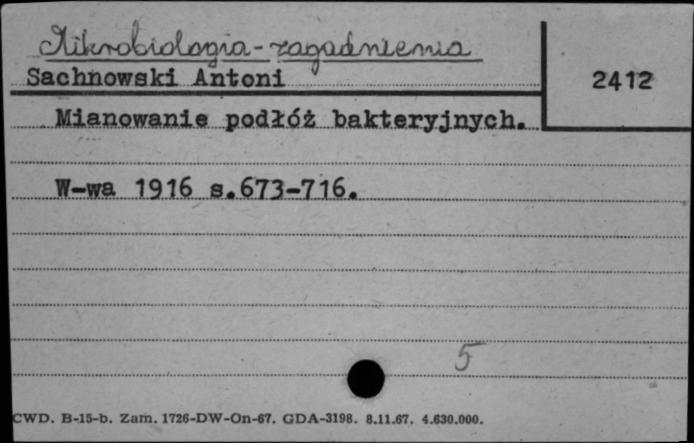 Mikrobiologia - zagadnienia
Sachnowski Antoni
2412
Mianowanie podłóż bakteryjnych.
W-wa 1916 s.673-716.
5
CWD. B-15-b. Zam. 1726-DW-On-67. GDA-3198. 8.11.67. 4.630.000.